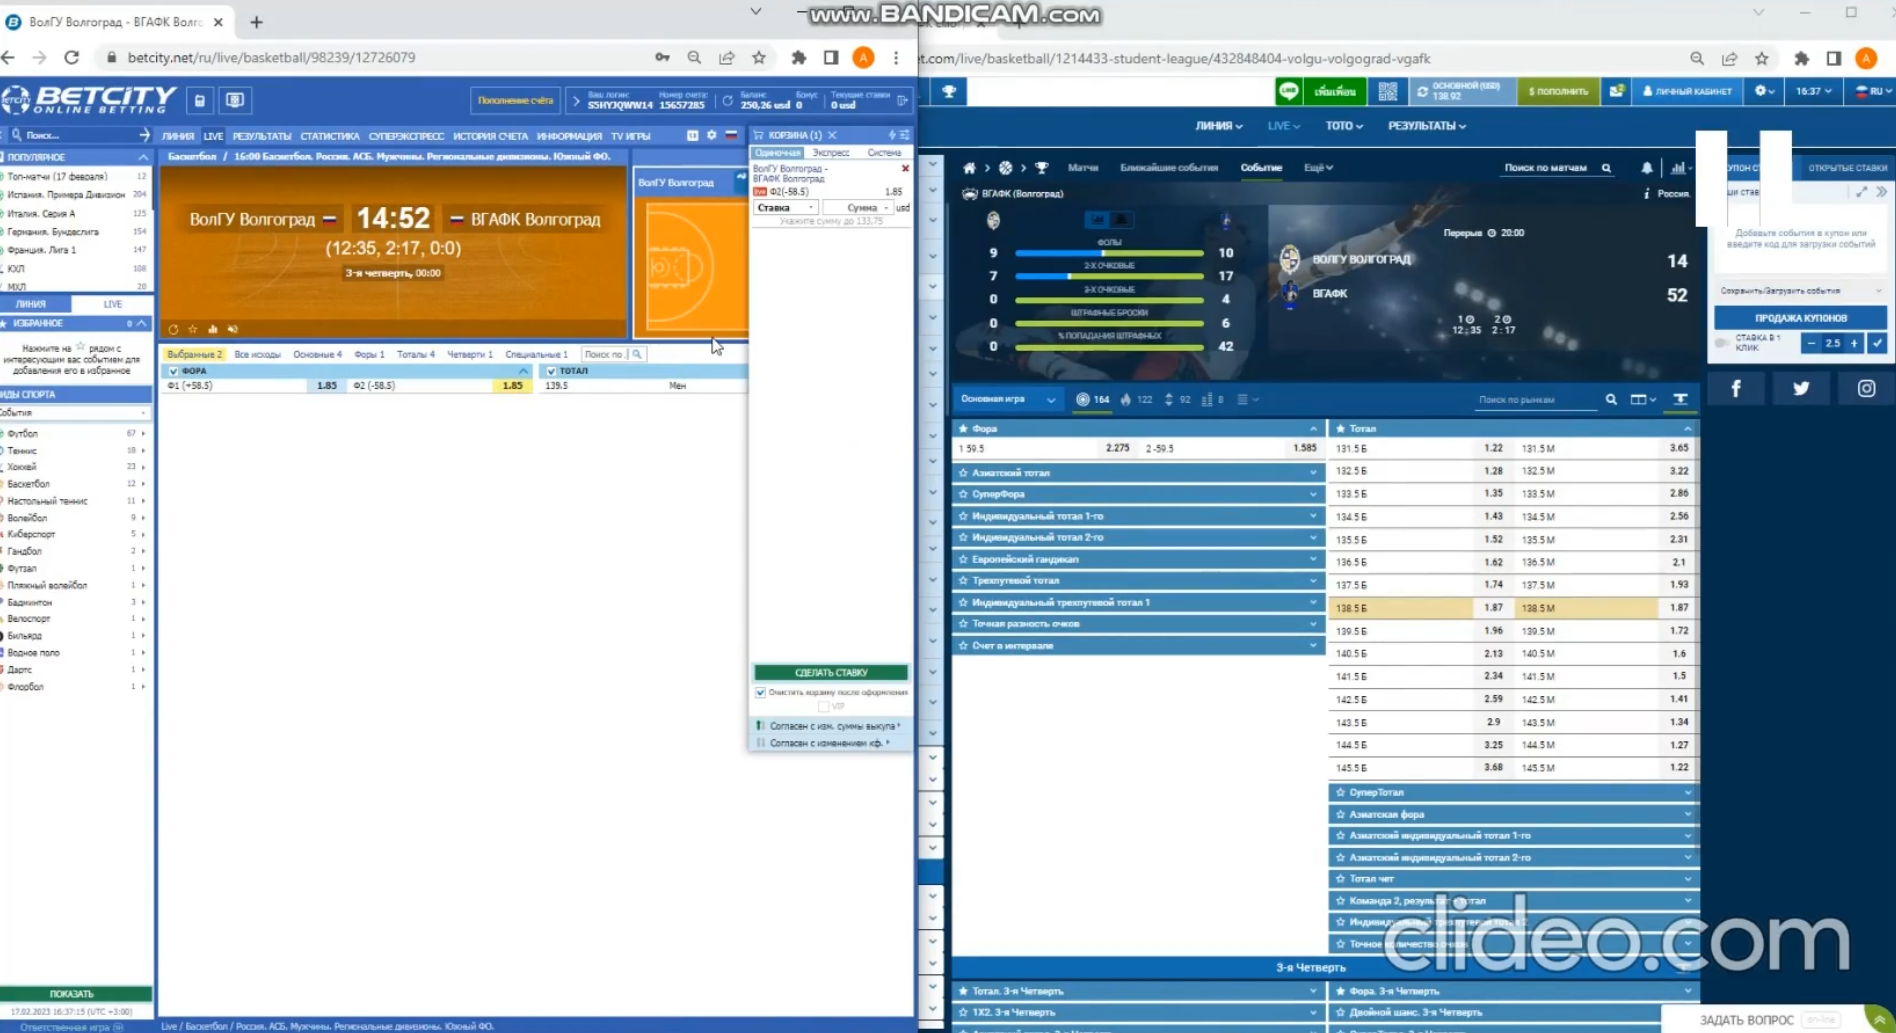 ВолГУ Волгоград - ВГАФК Волг
www.BANDICAM.com
betcity.net/ru/live/basketball/98239/12726079
A
et.com/live/basketball/1214433-student-league/432848404-volgu-volgograd-vgafk
A
BETCITY
ONLINE BETTING
Пополнение счёта
Ваш логин:
S5HYJQWW14
Номер счета:
15657285
Баланс:
250,26 usd
Бонус
0
Текущие ставки
0 usd
Поиск...
ЛИНИЯ LIVE РЕЗУЛЬТАТЫ СТАТИСТИКА СУПЕРЭКСПРЕСС ИСТОРИЯ СЧЕТА ИНФОРМАЦИЯ TV ИГРЫ
КОРЗИНА (1)
ПОПУЛЯРНОЕ
Топ-матчи (17 февраля) 12
Испания. Примера Дивизион 204
Италия. Серия А 125
Германия. Бундеслига 154
Франция. Лига 1 147
КХЛ 108
МХЛ 20
ЛИНИЯ LIVE
ИЗБРАННОЕ 0
Нажмите на рядом с
интересующим вас событием для
добавления его в избранное
ИДЫ СПОРТА
События
Футбол 67
Теннис 18
Хоккей 23
Баскетбол 12
Настольный теннис 11
Волейбол 9
Киберспорт 5
Гандбол 2
Футзал 1
Пляжный волейбол 1
Бадминтон 3
Велоспорт 1
Бильярд 1
Водное поло 1
Дартс 1
Флорбол 1
ПОКАЗАТЬ
17.02.2023 16:37:15 (UTC +3:00)
Ответственная игра
Баскетбол / 16:00 Баскетбол. Россия. АСБ. Мужчины. Региональные дивизионы. Южный ФО.
ВолГУ Волгоград 14:52 ВГАФК Волгоград
(12:35, 2:17, 0:0)
3-я четверть, 00:00
ВолГУ Волгоград
Выбранные 2 Все исходы Основные 4 Форы 1 Тоталы 4 Четверти 1 Специальные 1 Поиск по
ФОРА
Ф1 (+58.5) 1.85 Ф2 (-58.5) 1.85
ТОТАЛ
139.5 Мен
Live / Баскетбол / Россия. АСБ. Мужчины. Региональные дивизионы. Южный ФО.
Одиночная Экспресс Система
ВолГУ Волгоград -
ВГАФК Волгоград
live Ф2(-58.5) 1.85
Ставка Сумма usd
Укажите сумму до 133,75
СДЕЛАТЬ СТАВКУ
Очистить корзину после оформления
VIP
Согласен с изм. суммы выкупа
Согласен с изменением кф.
ОСНОВНОЙ (USD)
138.92
$ ПОПОЛНИТЬ
ЛИЧНЫЙ КАБИНЕТ
16:37
RU
ЛИНИЯ LIVE ТОТО РЕЗУЛЬТАТЫ
Матчи Ближайшие события Событие Ещё
Поиск по матчам
ВГАФК (Волгоград)
Россия.
ФОЛЫ
9 10
2-Х ОЧКОВЫЕ
7 17
3-Х ОЧКОВЫЕ
0 4
ШТРАФНЫЕ БРОСКИ
0 6
% ПОПАДАНИЯ ШТРАФНЫХ
0 42
Перерыв 20:00
ВОЛГУ ВОЛГОГРАД 14
ВГАФК 52
1 2
12:35 2:17
ОТКРЫТЫЕ СТАВКИ
Добавьте события в купон или
введите код для загрузки событий
Сохранить/Загрузить события
ПРОДАЖА КУПОНОВ
СТАВКА В 1
КЛИК
− 2.5 +
Основная игра 164 122 92 8
Поиск по рынкам
Фора
1 59.5 2.275 2 -59.5 1.585
Азиатский тотал
СуперФора
Индивидуальный тотал 1-го
Индивидуальный тотал 2-го
Европейский гандикап
Трехпутевой тотал
Индивидуальный трехпутевой тотал 1
Точная разность очков
Счет в интервале
Тотал
131.5 Б 1.22 131.5 М 3.65
132.5 Б 1.28 132.5 М 3.22
133.5 Б 1.35 133.5 М 2.86
134.5 Б 1.43 134.5 М 2.56
135.5 Б 1.52 135.5 М 2.31
136.5 Б 1.62 136.5 М 2.1
137.5 Б 1.74 137.5 М 1.93
138.5 Б 1.87 138.5 М 1.87
139.5 Б 1.96 139.5 М 1.72
140.5 Б 2.13 140.5 М 1.6
141.5 Б 2.34 141.5 М 1.5
142.5 Б 2.59 142.5 М 1.41
143.5 Б 2.9 143.5 М 1.34
144.5 Б 3.25 144.5 М 1.27
145.5 Б 3.68 145.5 М 1.22
СуперТотал
Азиатская фора
Азиатский индивидуальный тотал 1-го
Азиатский индивидуальный тотал 2-го
Тотал чет
Команда 2, результат + тотал
Индивидуальный трехпутевой тотал 2
Точное количество очков
clideo.com
3-я Четверть
Тотал. 3-я Четверть
Фора. 3-я Четверть
1X2. 3-я Четверть
Двойной шанс. 3-я Четверть
ЗАДАТЬ ВОПРОС on-line